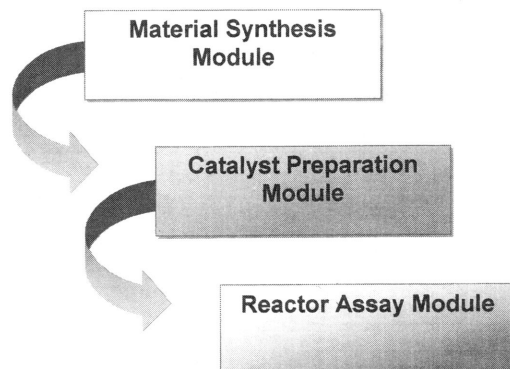 Material Synthesis
Module
Catalyst Preparation
Module
Reactor Assay Module